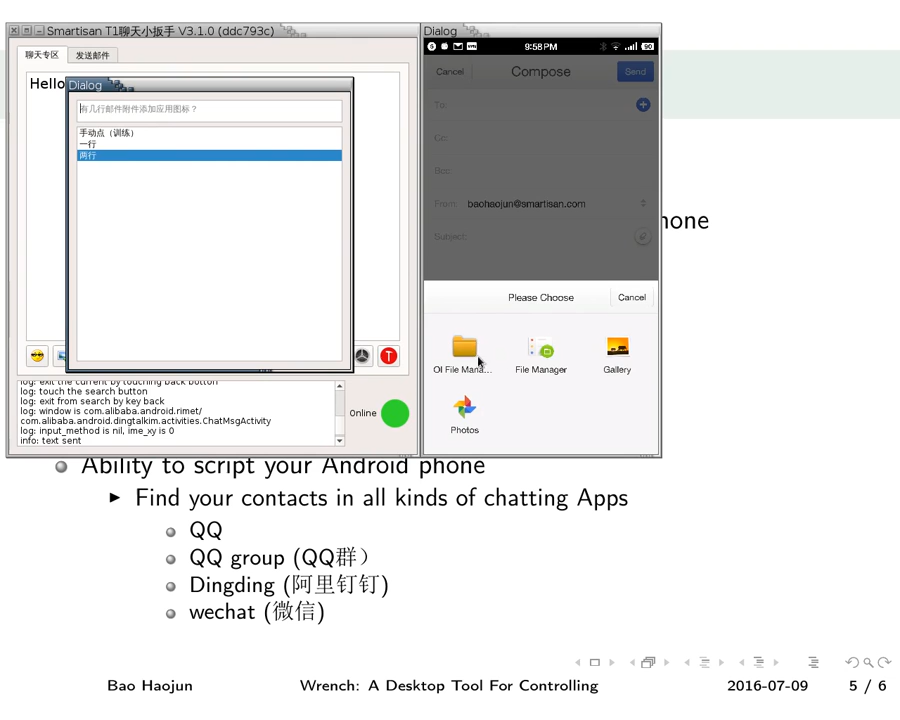 Smartisan T1聊天小扳手 V3.1.0 (ddc793c)
聊天专区
发送邮件
Hello
Dialog
有几行邮件附件添加应用图标？
手动点（训练）
一行
两行
log: exit the current by touching back button
log: touch the search button
log: exit from search by key back
log: window is com.alibaba.android.rimet/
com.alibaba.android.dingtalkim.activities.ChatMsgActivity
log: input_method is nil, ime_xy is 0
info: text sent
Online
T
Dialog
9:58PM
Cancel
Compose
Send
To:
Cc:
Bcc:
From: baohaojun@smartisan.com
Subject:
Please Choose
Cancel
OI File Mana...
File Manager
Gallery
Photos
hone
Ability to script your Android phone
Find your contacts in all kinds of chatting Apps
QQ
QQ group (QQ群）
Dingding (阿里钉钉)
wechat (微信)
Bao Haojun
Wrench: A Desktop Tool For Controlling
2016-07-09
5 / 6